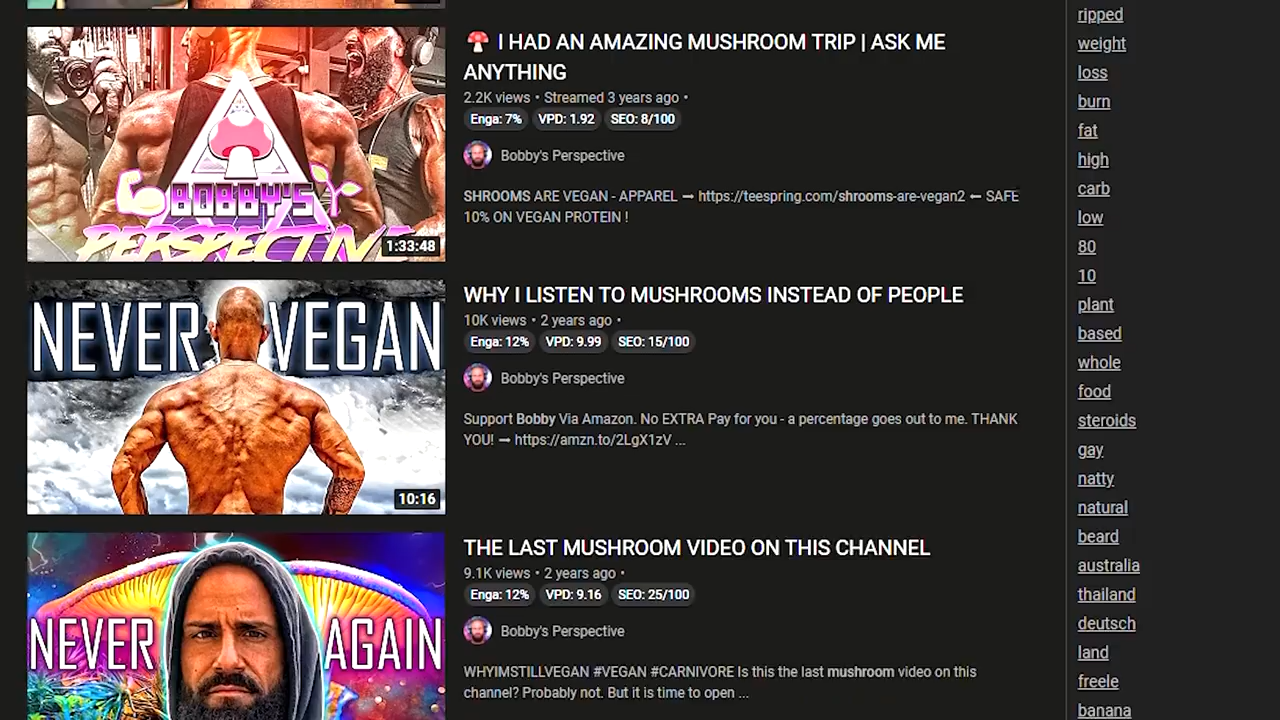 I HAD AN AMAZING MUSHROOM TRIP | ASK ME
ANYTHING
2.2K views • Streamed 3 years ago •
Enga: 7% VPD: 1.92 SEO: 8/100
Bobby's Perspective
SHROOMS ARE VEGAN - APPAREL ➞ https://teespring.com/shrooms-are-vegan2 ← SAFE
10% ON VEGAN PROTEIN !
BOBBY'S
PERSPECTIVE
1:33:48
WHY I LISTEN TO MUSHROOMS INSTEAD OF PEOPLE
10K views • 2 years ago •
Enga: 12% VPD: 9.99 SEO: 15/100
Bobby's Perspective
Support Bobby Via Amazon. No EXTRA Pay for you - a percentage goes out to me. THANK
YOU! ➞ https://amzn.to/2LgX1zV ...
NEVER VEGAN
10:16
THE LAST MUSHROOM VIDEO ON THIS CHANNEL
9.1K views • 2 years ago •
Enga: 12% VPD: 9.16 SEO: 25/100
Bobby's Perspective
WHYIMSTILLVEGAN #VEGAN #CARNIVORE Is this the last mushroom video on this
channel? Probably not. But it is time to open ...
NEVER AGAIN
ripped
weight
loss
burn
fat
high
carb
low
80
10
plant
based
whole
food
steroids
gay
natty
natural
beard
australia
thailand
deutsch
land
freele
banana